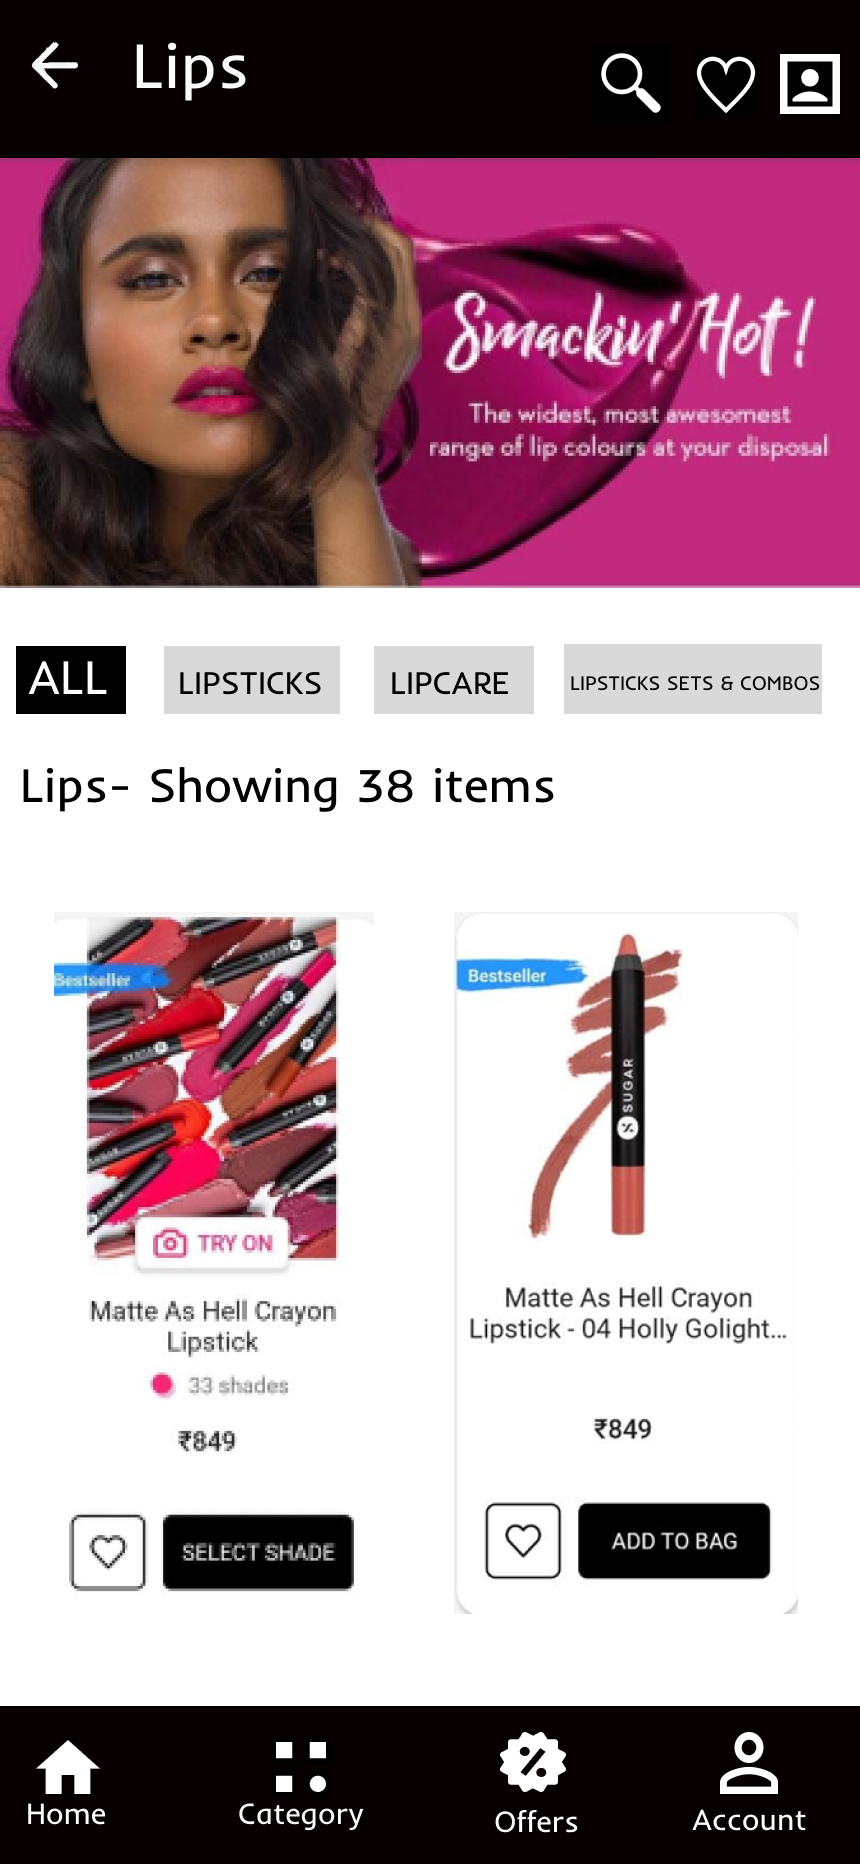 Lips
Smackin' Hot!
The widest, most awesomest
range of lip colours at your disposal
ALL
LIPSTICKS
LIPCARE
LIPSTICKS SETS & COMBOS
Lips- Showing 38 items
Bestseller
TRY ON
Matte As Hell Crayon
Lipstick
33 shades
₹849
SELECT SHADE
Bestseller
SUGAR
Matte As Hell Crayon
Lipstick - 04 Holly Golight...
₹849
ADD TO BAG
Home
Category
Offers
Account